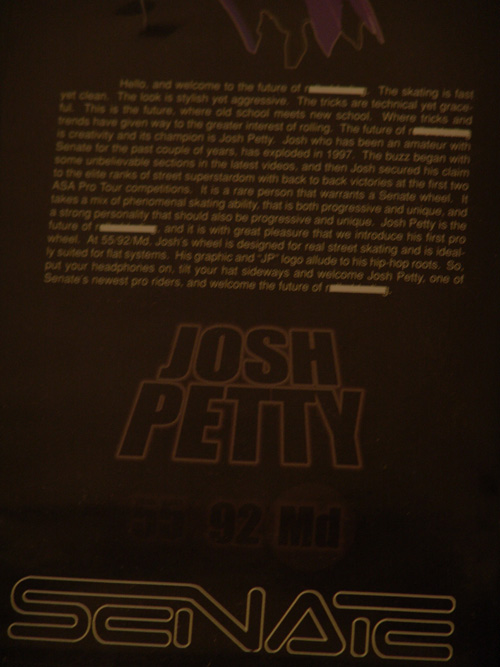 Hello, and welcome to the future of r. The skating is fast
yet clean. The look is stylish yet aggressive. The tricks are technical yet grace-
ful. This is the future, where old school meets new school. Where tricks and
trends have given way to the greater interest of rolling. The future of r
is creativity and its champion is Josh Petty. Josh who has been an amateur with
Senate for the past couple of years, has exploded in 1997. The buzz began with
some unbelievable sections in the latest videos, and then Josh secured his claim
to the elite ranks of street superstardom with back to back victories at the first two
ASA Pro Tour competitions. It is a rare person that warrants a Senate wheel. It
takes a mix of phenomenal skating ability, that is both progressive and unique, and
a strong personality that should also be progressive and unique. Josh Petty is the
future of r, and it is with great pleasure that we introduce his first pro
wheel. At 55/92/Md, Josh's wheel is designed for real street skating and is ideal-
ly suited for flat systems. His graphic and "JP" logo allude to his hip-hop roots. So,
put your headphones on, tilt your hat sideways and welcome Josh Petty, one of
Senate's newest pro riders, and welcome the future of r
JOSH
PETTY
55 92 Md
SENATE